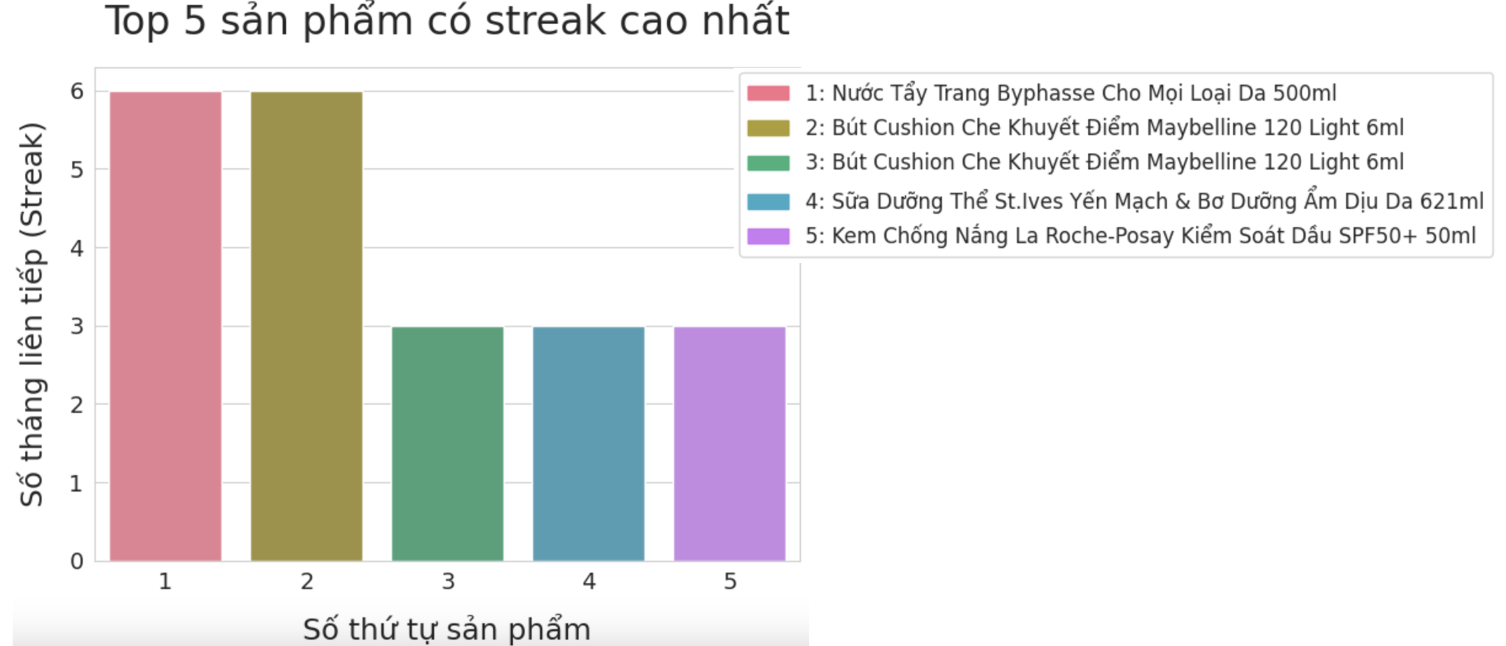 Top 5 sản phẩm có streak cao nhất
Số tháng liên tiếp (Streak)
6
5
4
3
2
1
0
1 2 3 4 5
Số thứ tự sản phẩm
1: Nước Tẩy Trang Byphasse Cho Mọi Loại Da 500ml
2: Bút Cushion Che Khuyết Điểm Maybelline 120 Light 6ml
3: Bút Cushion Che Khuyết Điểm Maybelline 120 Light 6ml
4: Sữa Dưỡng Thể St.Ives Yến Mạch & Bơ Dưỡng Ẩm Dịu Da 621ml
5: Kem Chống Nắng La Roche-Posay Kiểm Soát Dầu SPF50+ 50ml